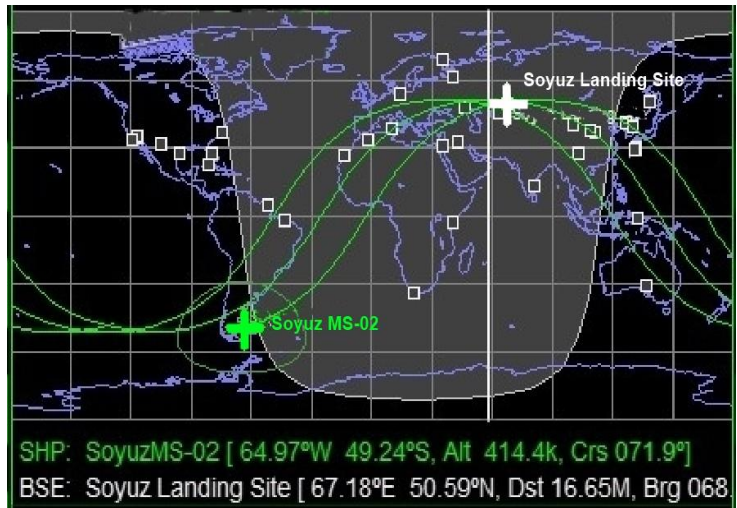 Soyuz Landing Site
Soyuz MS-02
SHP: SoyuzMS-02 [ 64.97ºW 49.24ºS, Alt 414.4k, Crs 071.9º]
BSE: Soyuz Landing Site [ 67.18ºE 50.59ºN, Dst 16.65M, Brg 068.